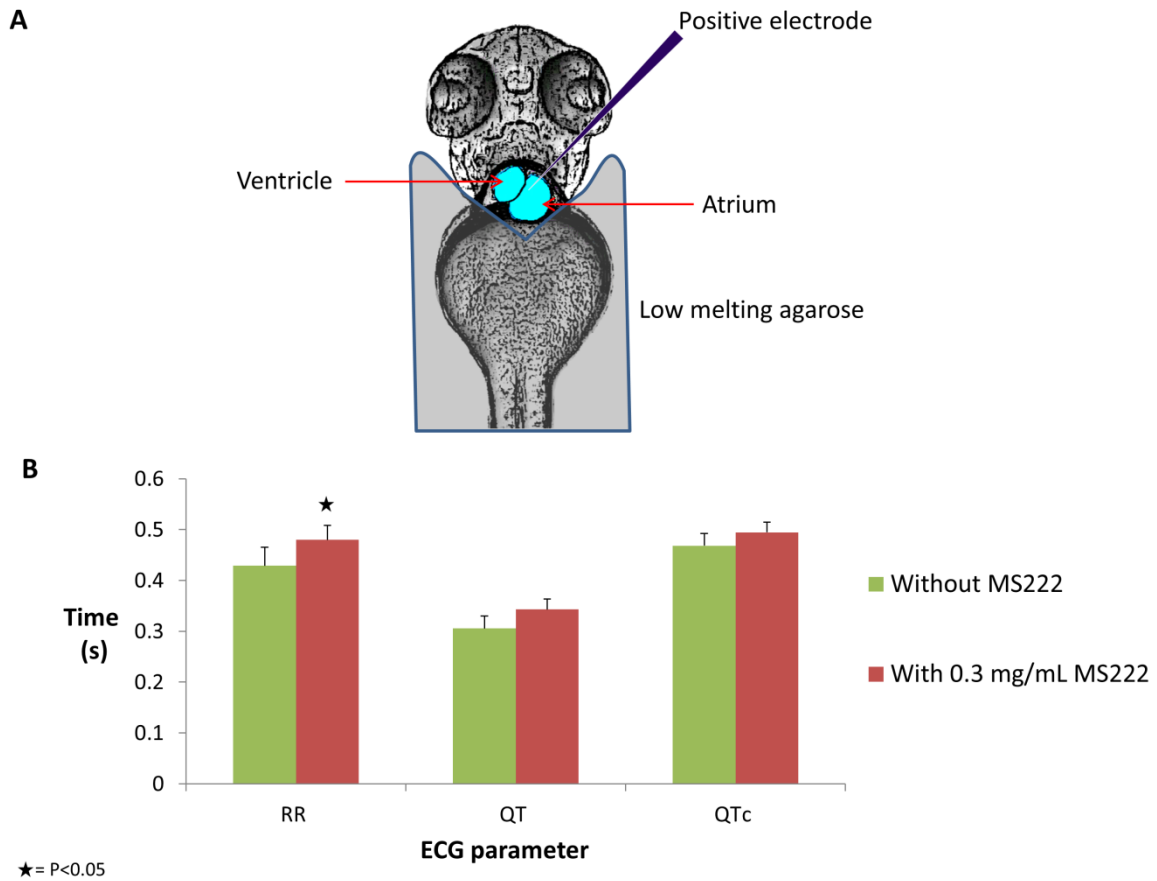 A
Positive electrode
Ventricle
Atrium
Low melting agarose
B
0.6
0.5
0.4
0.3
0.2
0.1
0
Time
(s)
★
RR
QT
QTc
ECG parameter
Without MS222
With 0.3 mg/mL MS222
★= P<0.05